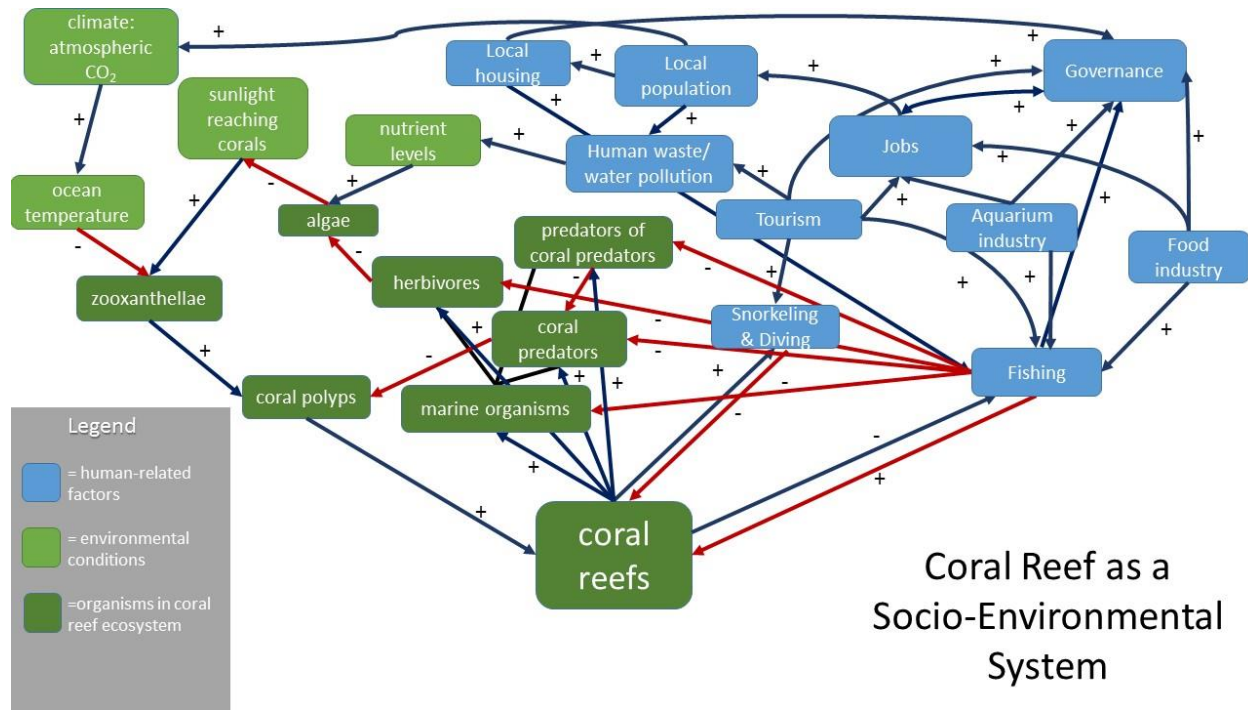 climate:
atmospheric
CO₂
+
sunlight
reaching
corals
+
ocean
temperature
-
zooxanthellae
+
-
nutrient
levels
+
+
algae
-
Local
housing
+
Local
population
+
+
+
Human waste/
water pollution
+
+
Governance
+
+
+
Jobs
+
+
+
+
+
Tourism
Aquarium
industry
Food
industry
+
+
+
+
predators of
coral predators
-
-
herbivores
-
+
coral
predators
-
-
+
+
Snorkeling
& Diving
+
-
-
Fishing
+
coral polyps
marine organisms
+
+
coral
reefs
-
+
Legend
= human-related
factors
= environmental
conditions
=organisms in coral
reef ecosystem
Coral Reef as a
Socio-Environmental
System